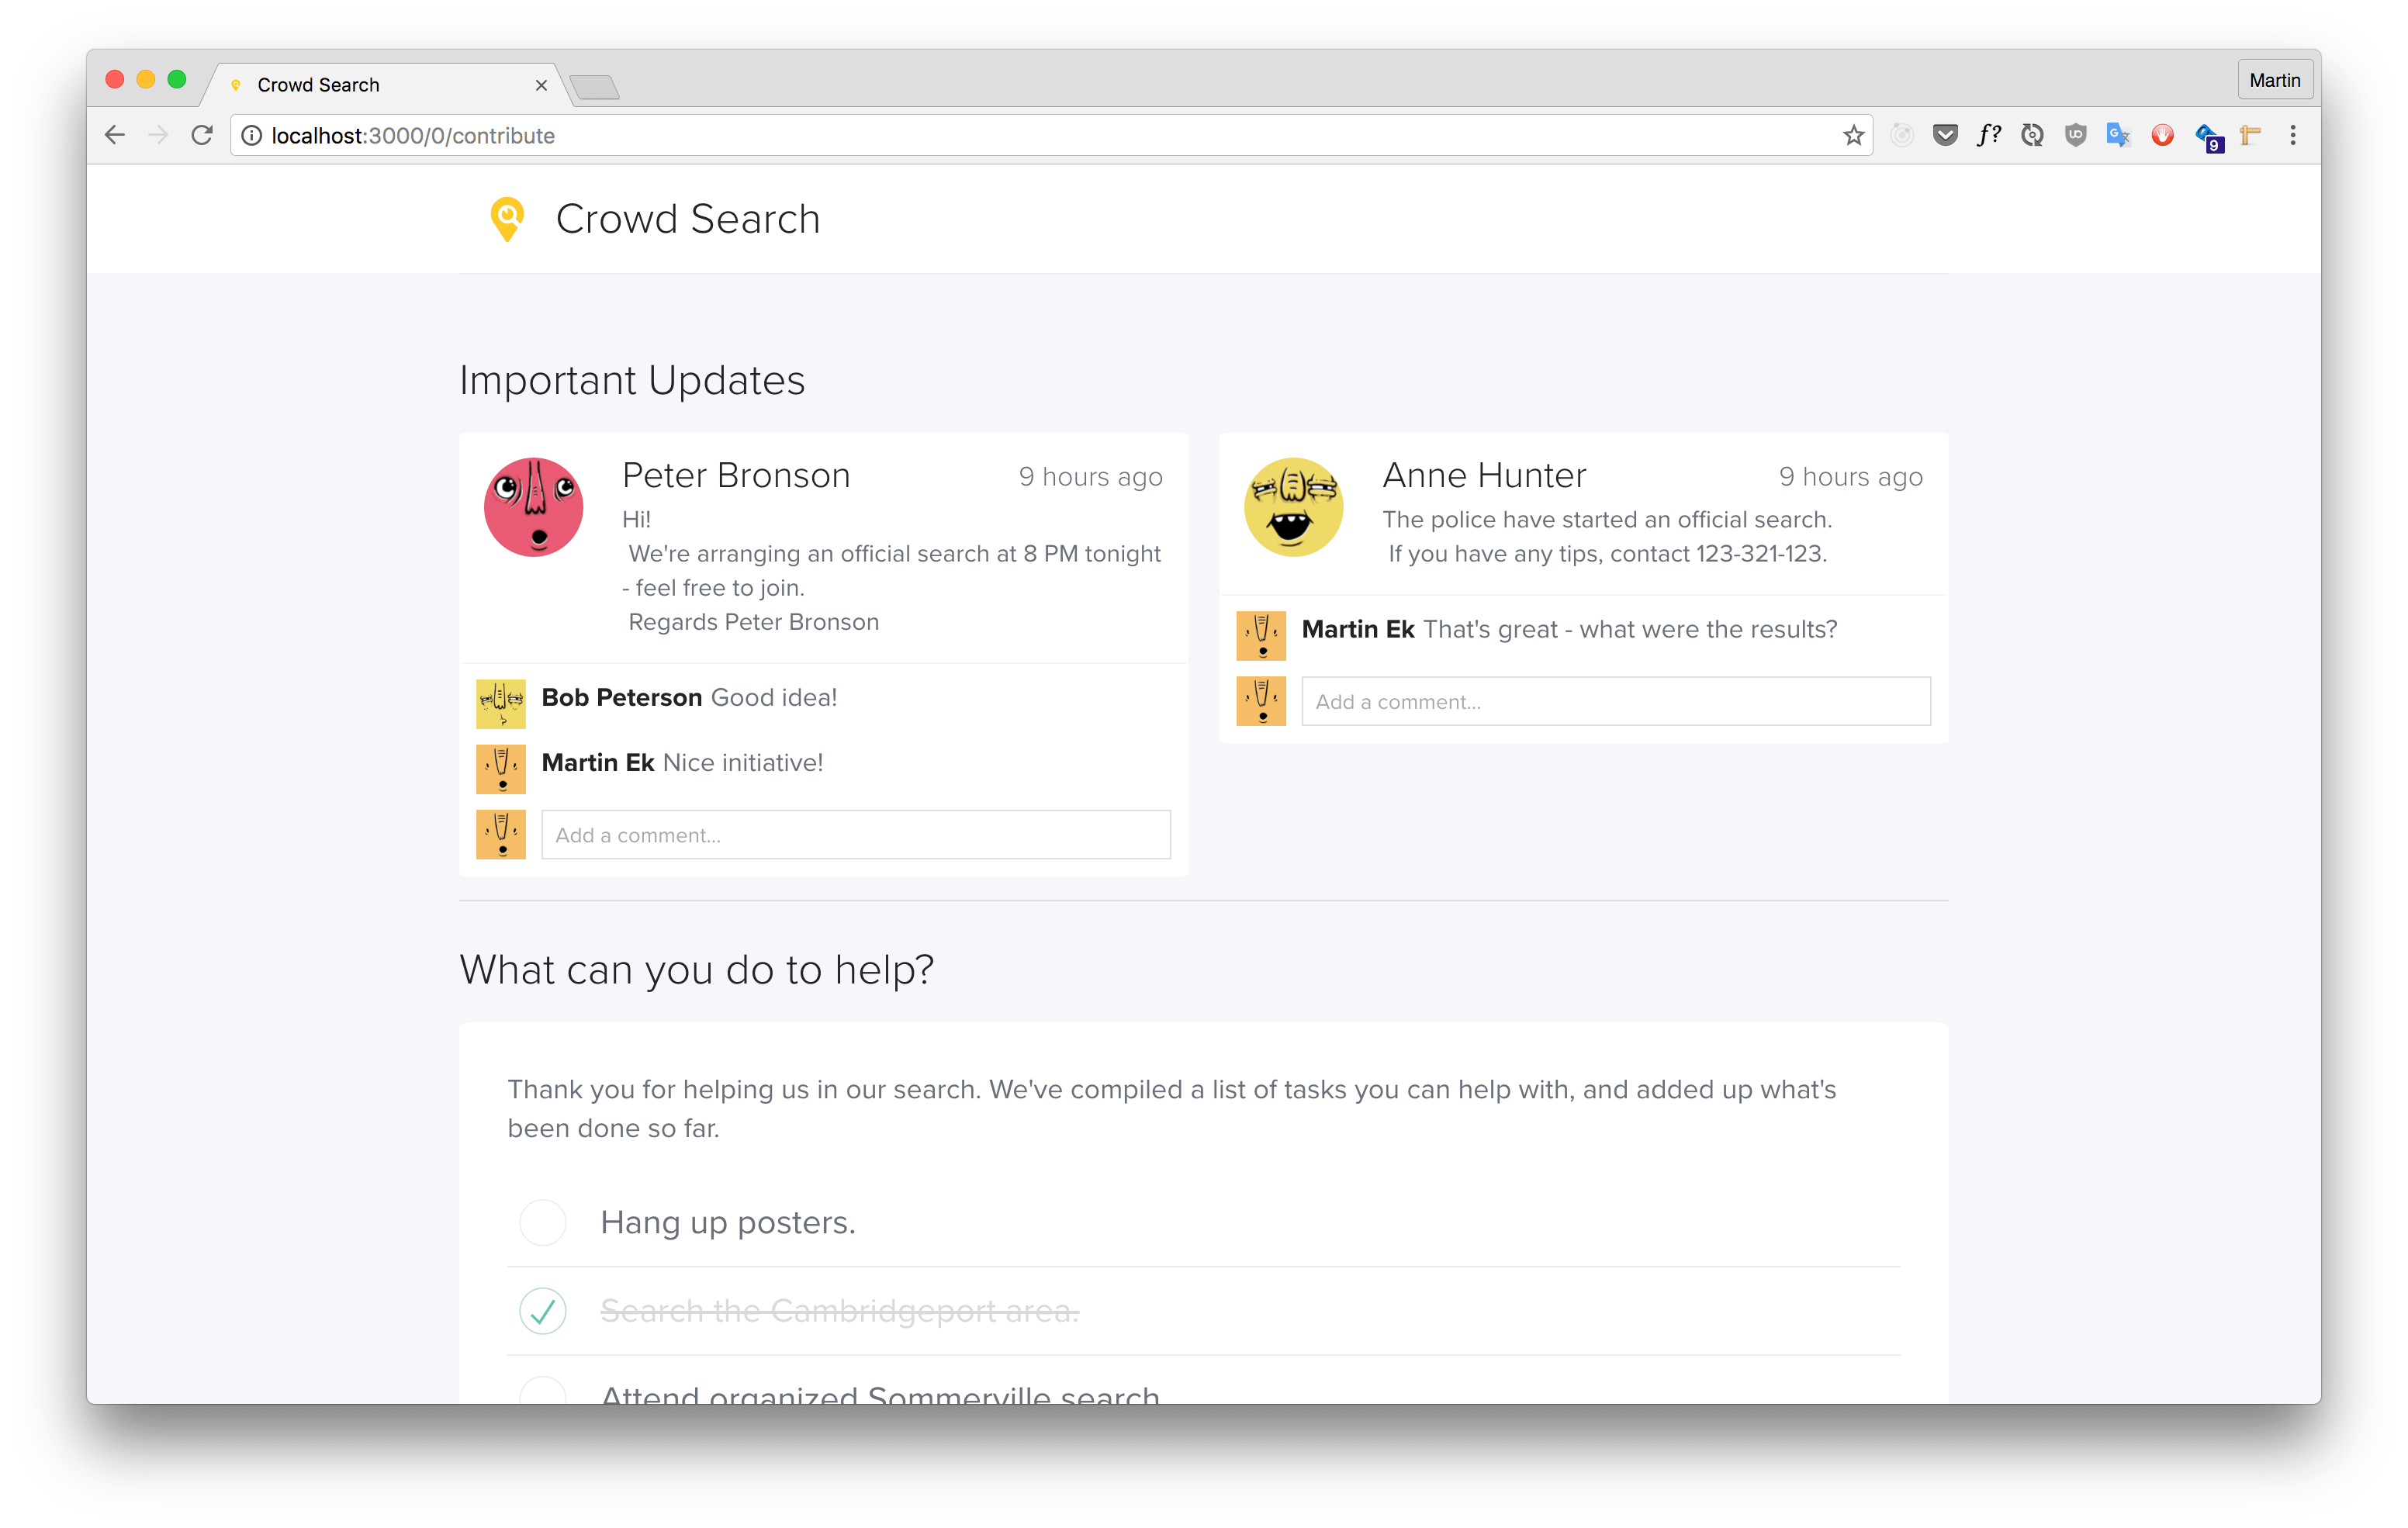 Crowd Search
Martin
localhost:3000/0/contribute
f?
9
Crowd Search
Important Updates
Peter Bronson
9 hours ago
Hi!
We're arranging an official search at 8 PM tonight
- feel free to join.
Regards Peter Bronson
Bob Peterson Good idea!
Martin Ek Nice initiative!
Add a comment...
Anne Hunter
9 hours ago
The police have started an official search.
If you have any tips, contact 123-321-123.
Martin Ek That's great - what were the results?
Add a comment...
What can you do to help?
Thank you for helping us in our search. We've compiled a list of tasks you can help with, and added up what's
been done so far.
Hang up posters.
Search the Cambridgeport area.
Attend organized Sommerville search